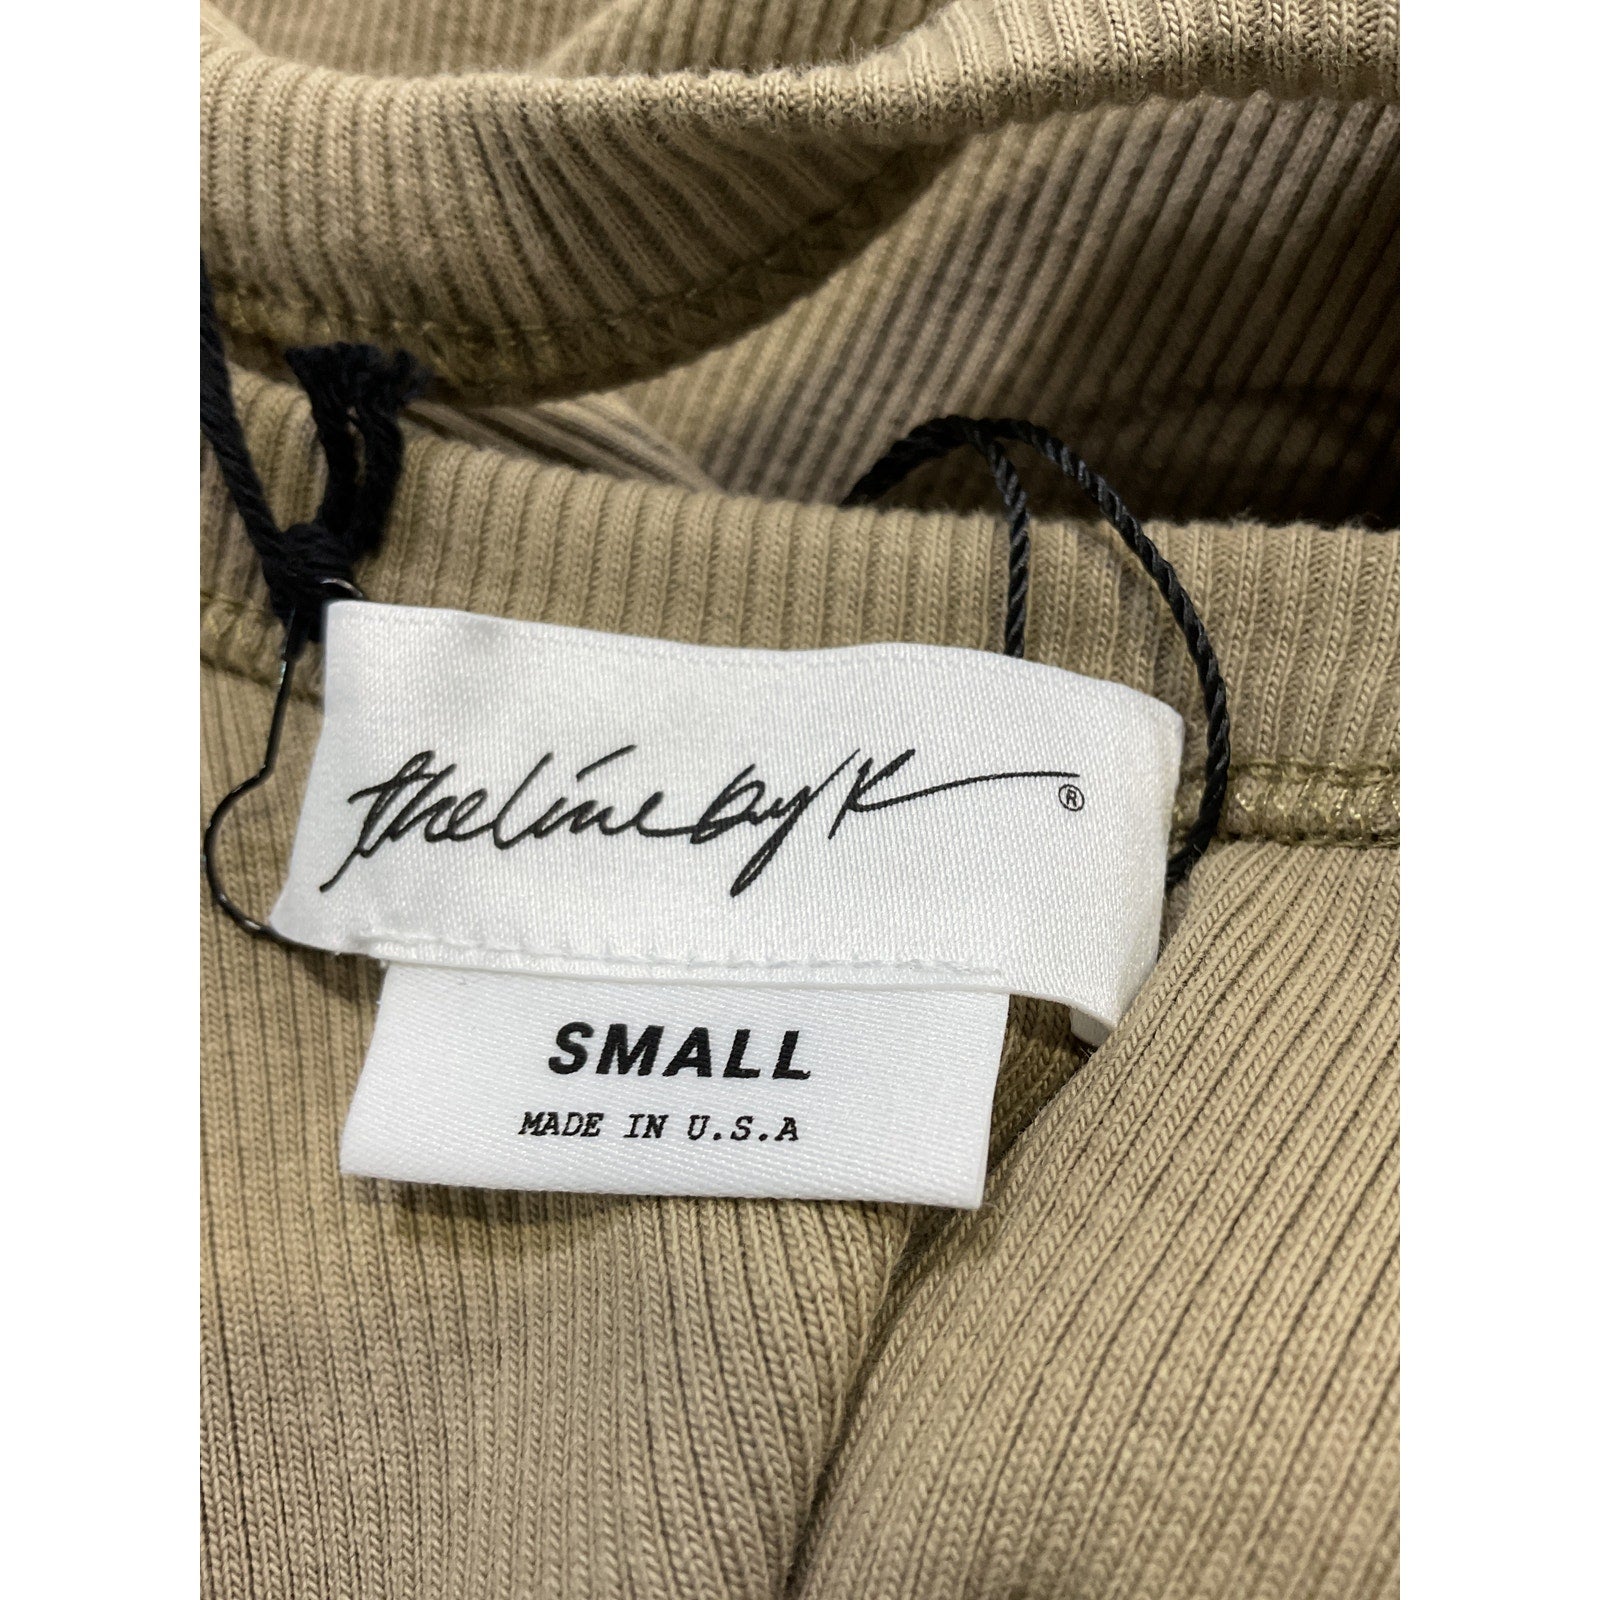 the line by K ®
SMALL
MADE IN U.S.A